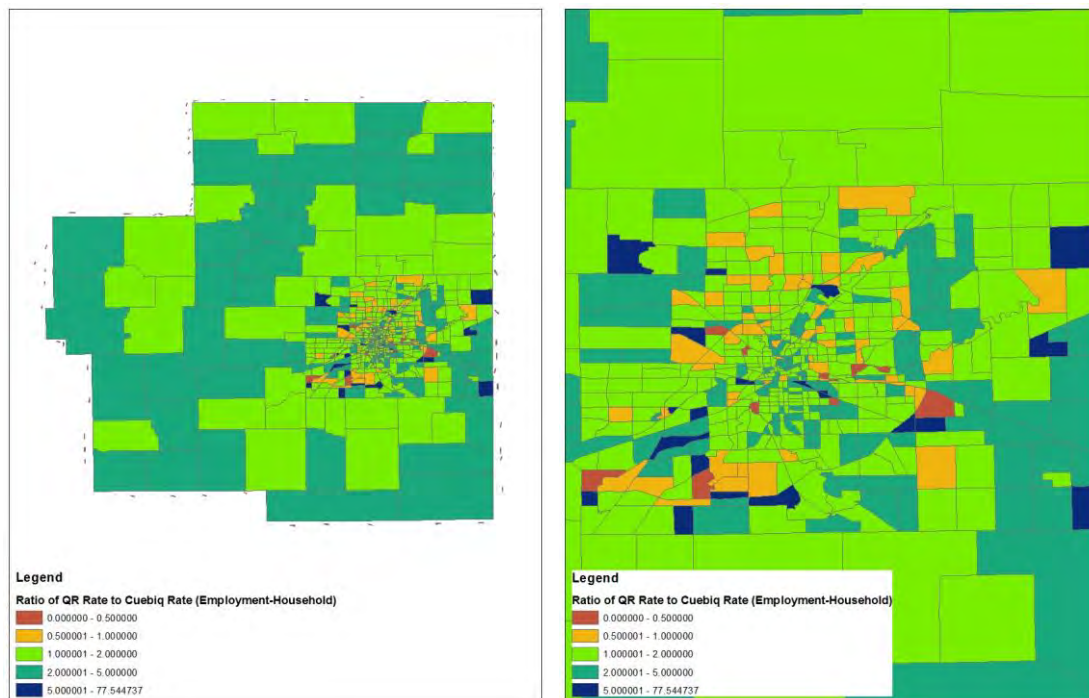 Legend
Ratio of QR Rate to Cuebiq Rate (Employment-Household)
0.000000 - 0.500000
0.500001 - 1.000000
1.000001 - 2.000000
2.000001 - 5.000000
5.000001 - 77.544737
Legend
Ratio of QR Rate to Cuebiq Rate (Employment-Household)
0.000000 - 0.500000
0.500001 - 1.000000
1.000001 - 2.000000
2.000001 - 5.000000
5.000001 - 77.544737